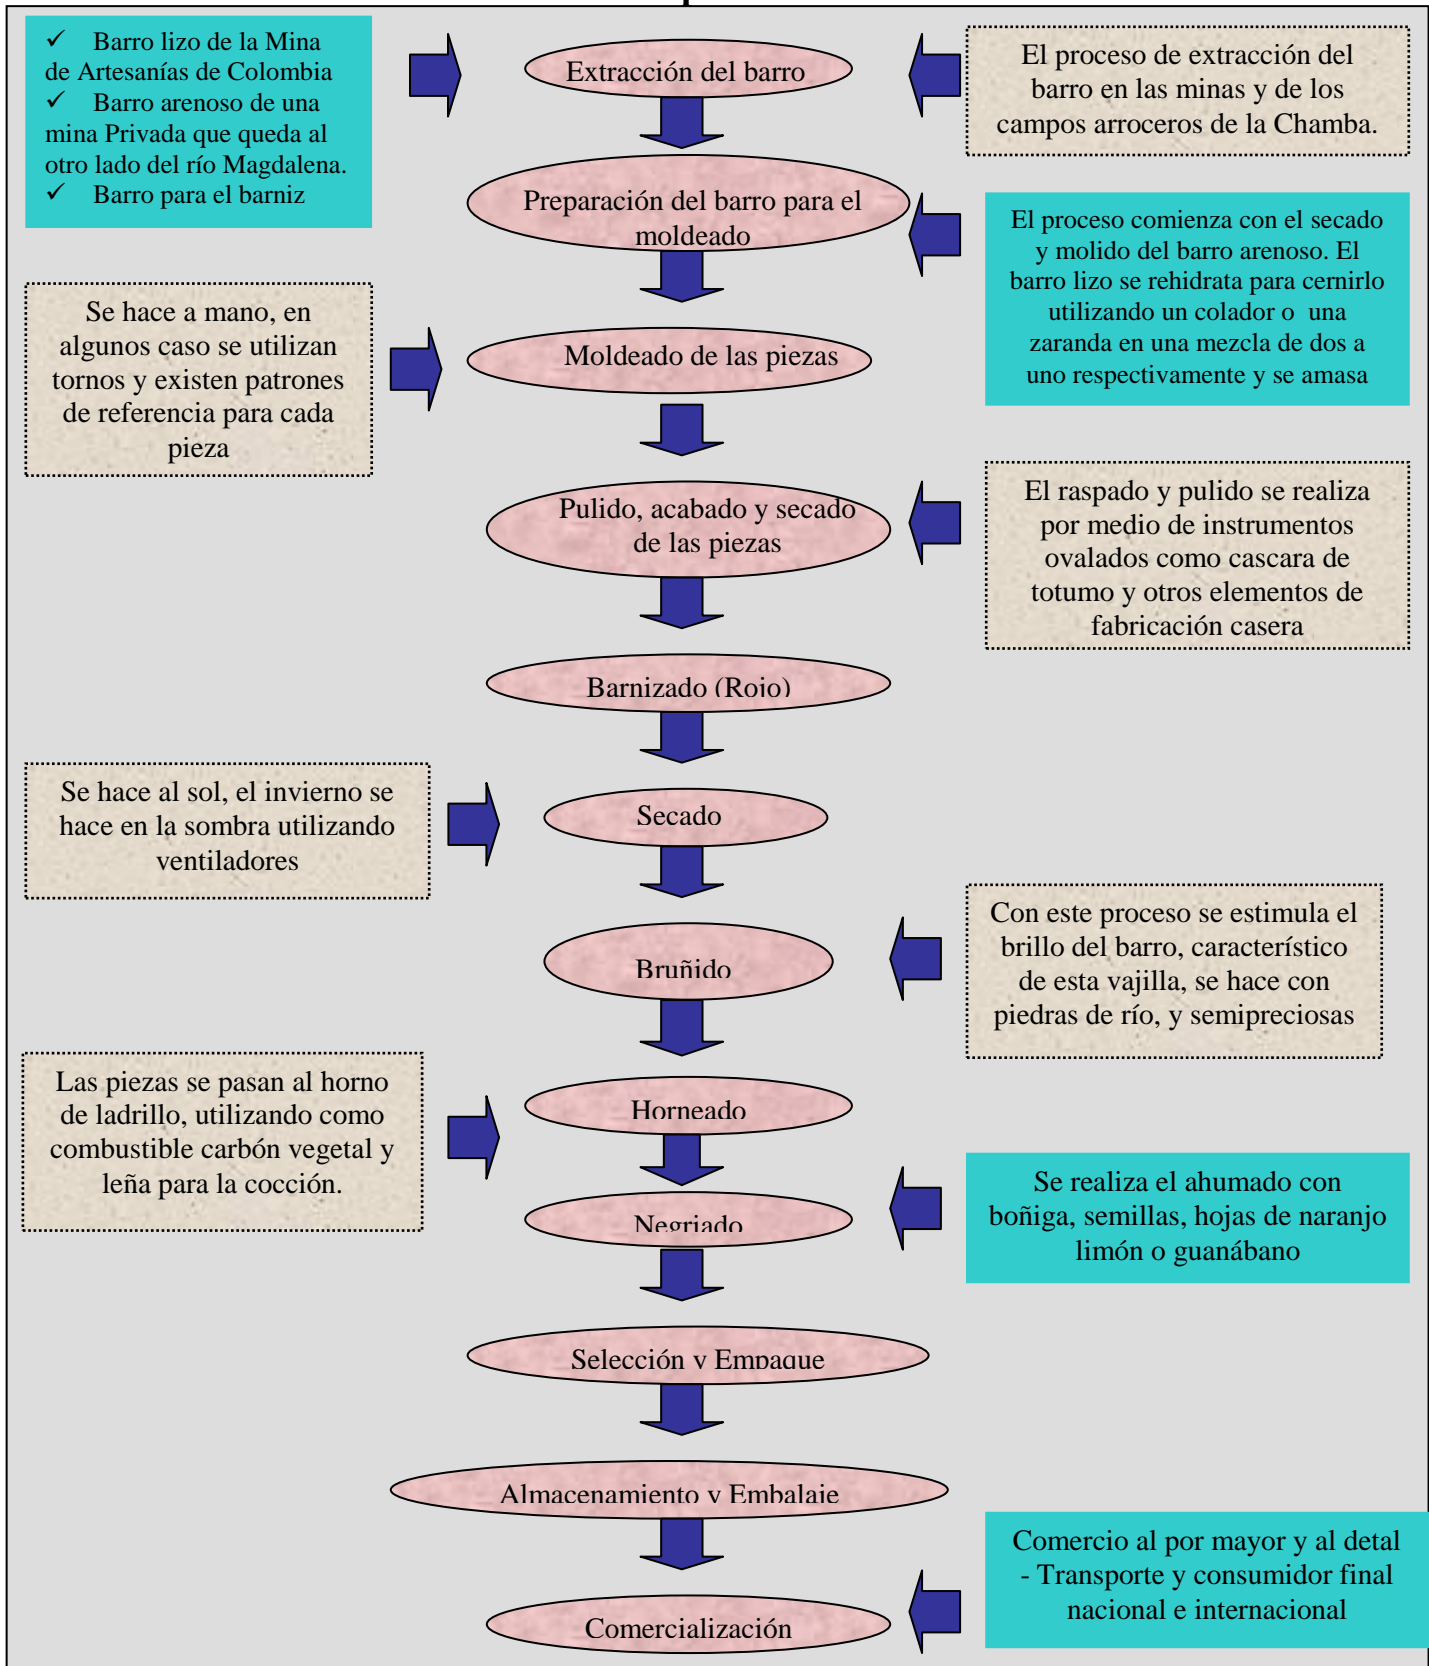 ✓ Barro lizo de la Mina
de Artesanías de Colombia
✓ Barro arenoso de una
mina Privada que queda al
otro lado del río Magdalena.
✓ Barro para el barniz
Extracción del barro
El proceso de extracción del
barro en las minas y de los
campos arroceros de la Chamba.
Preparación del barro para el
moldeado
El proceso comienza con el secado
y molido del barro arenoso. El
barro lizo se rehidrata para cernirlo
utilizando un colador o una
zaranda en una mezcla de dos a
uno respectivamente y se amasa
Se hace a mano, en
algunos caso se utilizan
tornos y existen patrones
de referencia para cada
pieza
Moldeado de las piezas
Pulido, acabado y secado
de las piezas
El raspado y pulido se realiza
por medio de instrumentos
ovalados como cascara de
totumo y otros elementos de
fabricación casera
Barnizado (Rojo)
Se hace al sol, el invierno se
hace en la sombra utilizando
ventiladores
Secado
Bruñido
Con este proceso se estimula el
brillo del barro, característico
de esta vajilla, se hace con
piedras de río, y semipreciosas
Las piezas se pasan al horno
de ladrillo, utilizando como
combustible carbón vegetal y
leña para la cocción.
Horneado
Negriado
Se realiza el ahumado con
boñiga, semillas, hojas de naranjo
limón o guanábano
Selección y Empaque
Almacenamiento y Embalaje
Comercialización
Comercio al por mayor y al detal
- Transporte y consumidor final
nacional e internacional